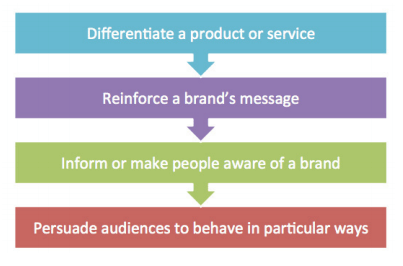 Differentiate a product or service
Reinforce a brand's message
Inform or make people aware of a brand
Persuade audiences to behave in particular ways